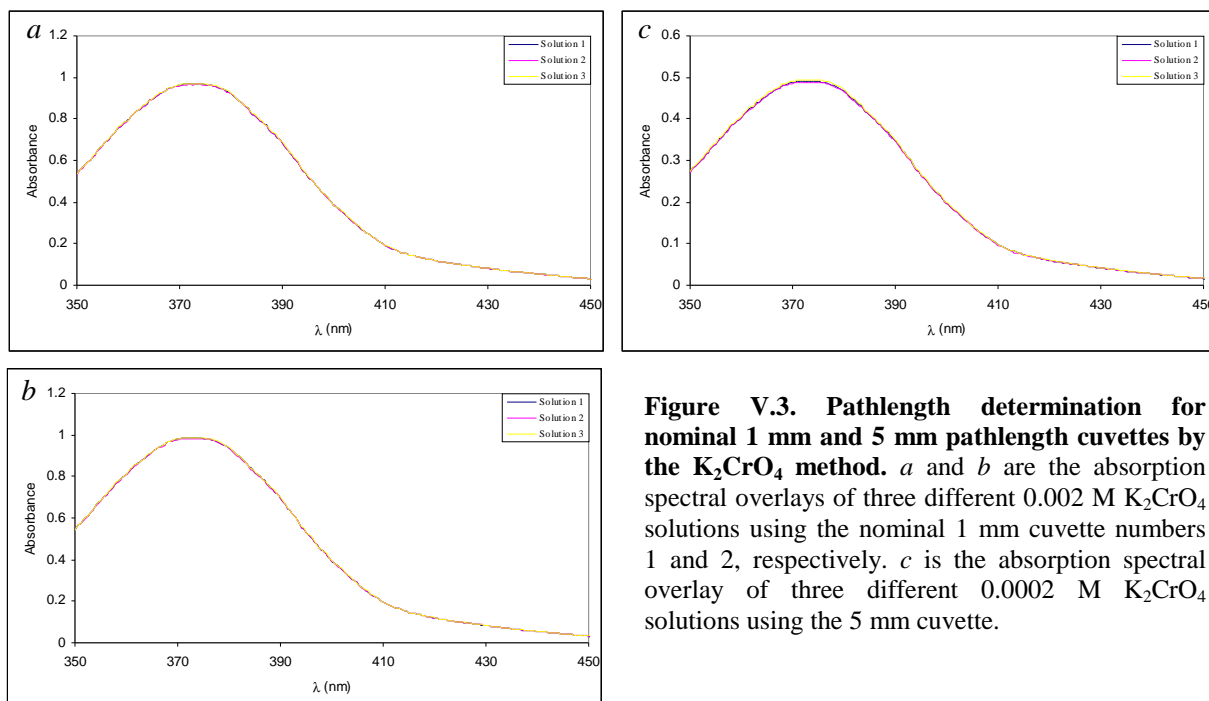 a
1.2
1
0.8
0.6
0.4
0.2
0
Absorbance
350 370 390 410 430 450
λ (nm)
Solution 1
Solution 2
Solution 3
c
0.6
0.5
0.4
0.3
0.2
0.1
0
Absorbance
350 370 390 410 430 450
λ (nm)
Solution 1
Solution 2
Solution 3
b
1.2
1
0.8
0.6
0.4
0.2
0
Absorbance
350 370 390 410 430 450
λ (nm)
Solution 1
Solution 2
Solution 3
Figure V.3. Pathlength determination for
nominal 1 mm and 5 mm pathlength cuvettes by
the K₂CrO₄ method. a and b are the absorption
spectral overlays of three different 0.002 M K₂CrO₄
solutions using the nominal 1 mm cuvette numbers
1 and 2, respectively. c is the absorption spectral
overlay of three different 0.0002 M K₂CrO₄
solutions using the 5 mm cuvette.